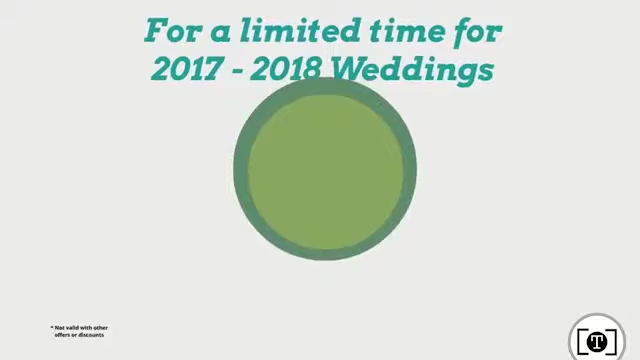 For a limited time for
2017 - 2018 Weddings
* Not valid with other
offers or discounts
T